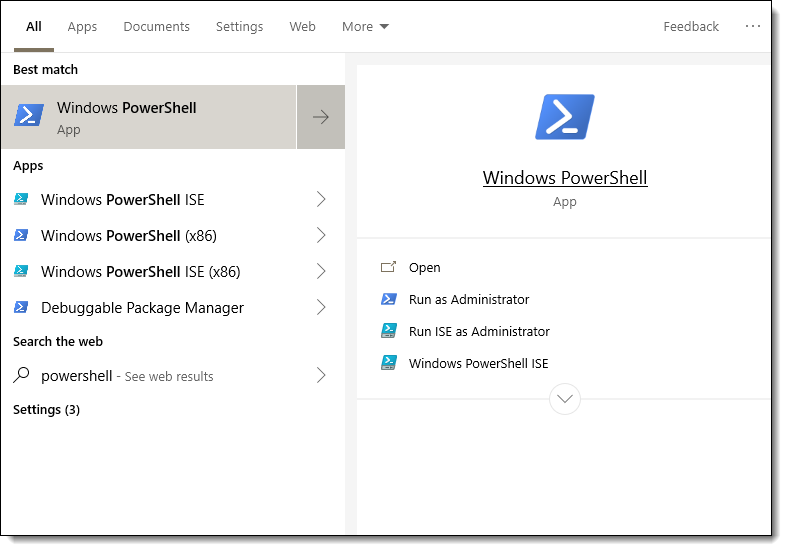 All Apps Documents Settings Web More Feedback ...
Best match
Windows PowerShell
App
Apps
Windows PowerShell ISE
Windows PowerShell (x86)
Windows PowerShell ISE (x86)
Debuggable Package Manager
Search the web
powershell - See web results
Settings (3)
Windows PowerShell
App
Open
Run as Administrator
Run ISE as Administrator
Windows PowerShell ISE